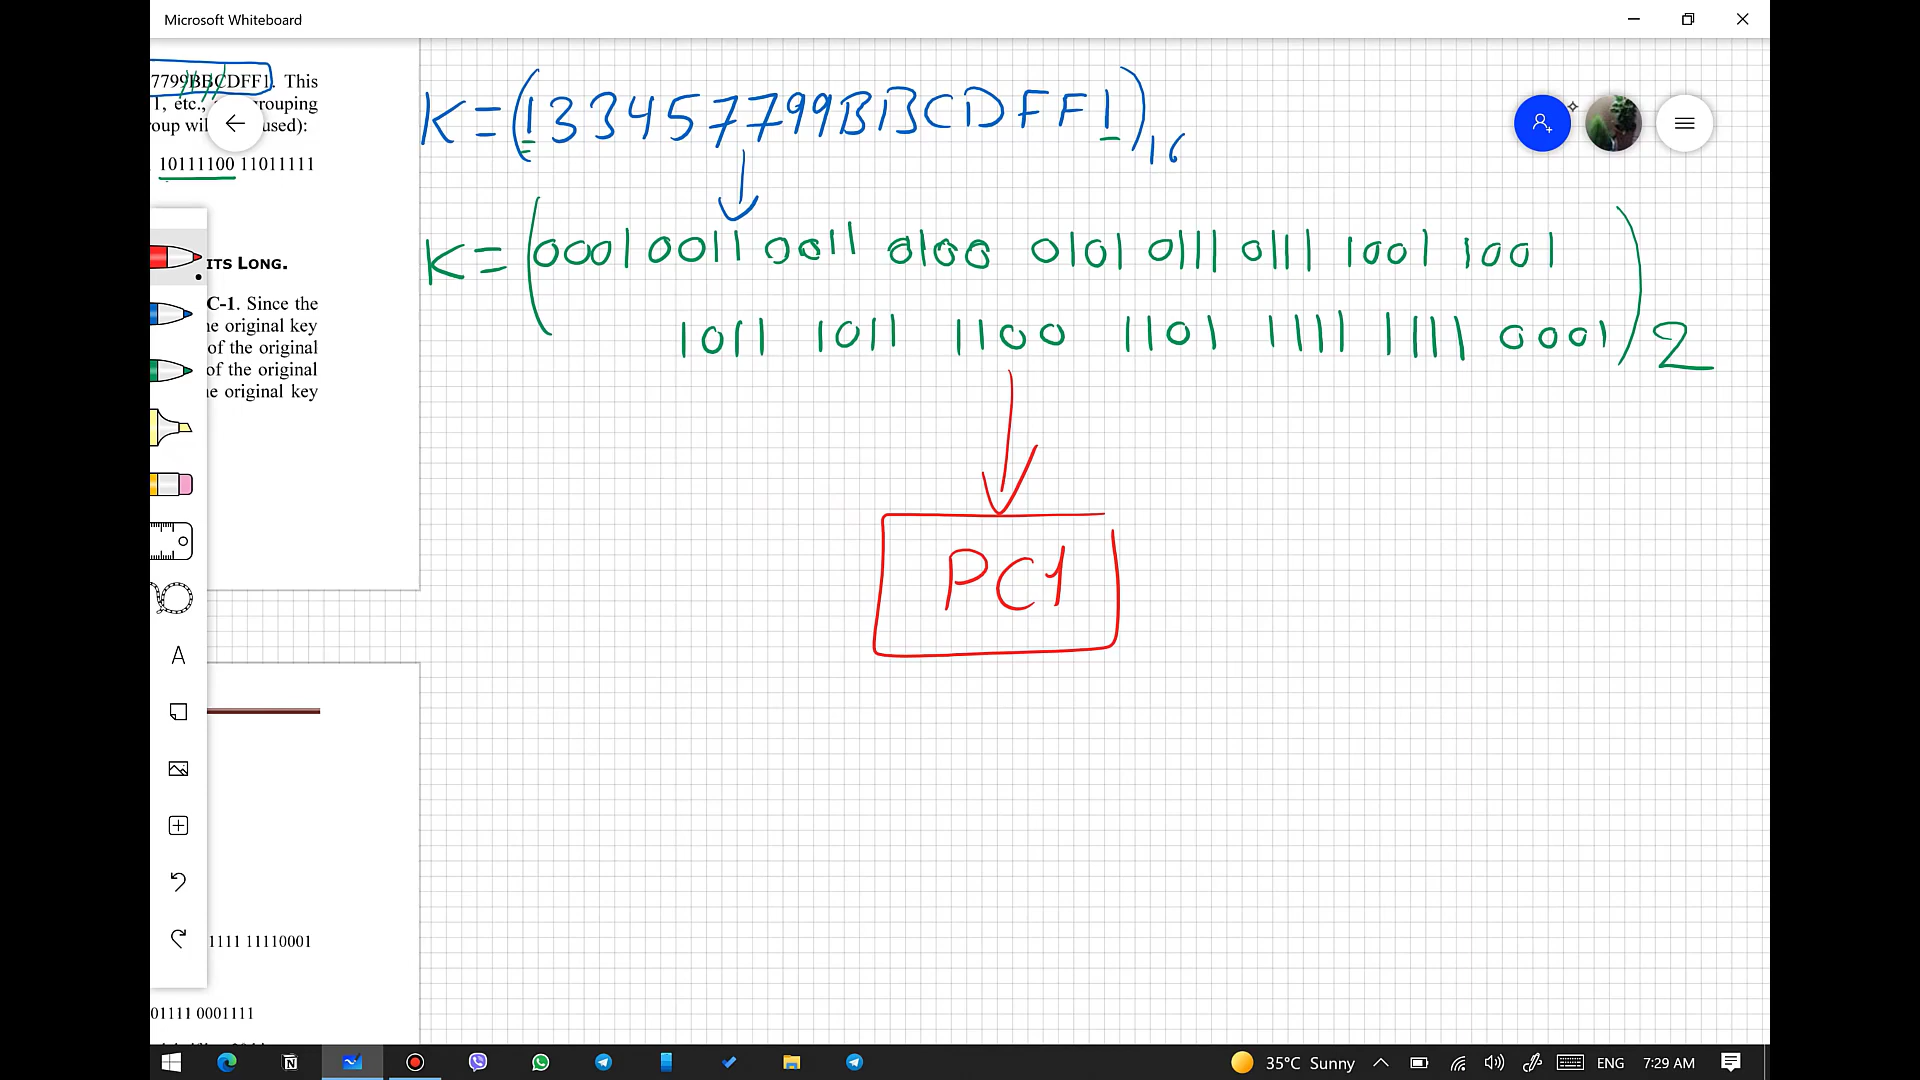 Microsoft Whiteboard
7799BBCDFF1. This
1, etc., grouping
oup wil used):
10111100 11011111
ITS LONG.
C-1. Since the
e original key
of the original
of the original
e original key
1111 11110001
01111 0001111
K=(133457799BBCDFF1)16
K=(0001 0011 0011 0100 0101 0111 0111 1001 1001
1011 1011 1100 1101 1111 1111 0001)2
PC1
A
35°C Sunny
ENG
7:29 AM